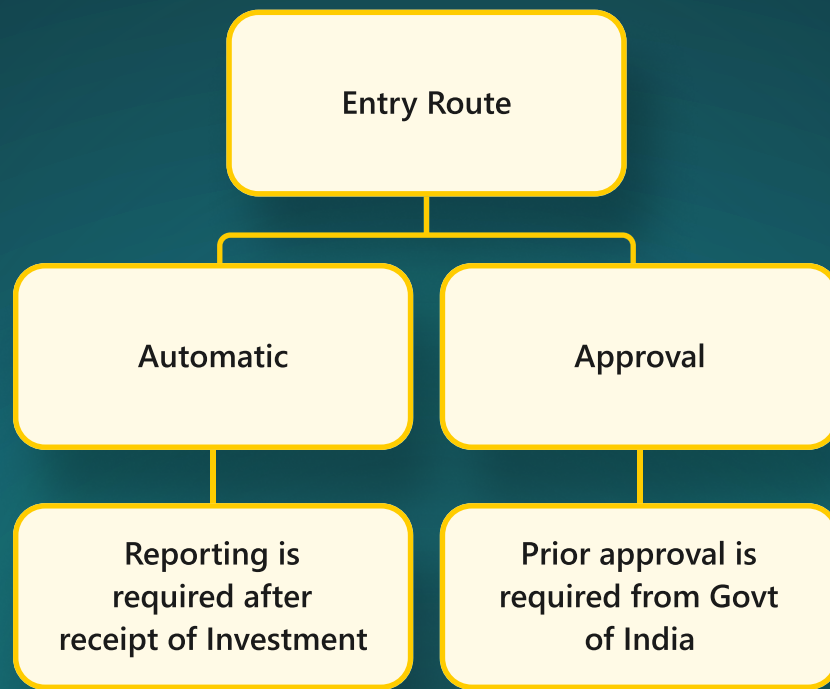 Entry Route
Automatic
Approval
Reporting is
required after
receipt of Investment
Prior approval is
required from Govt
of India